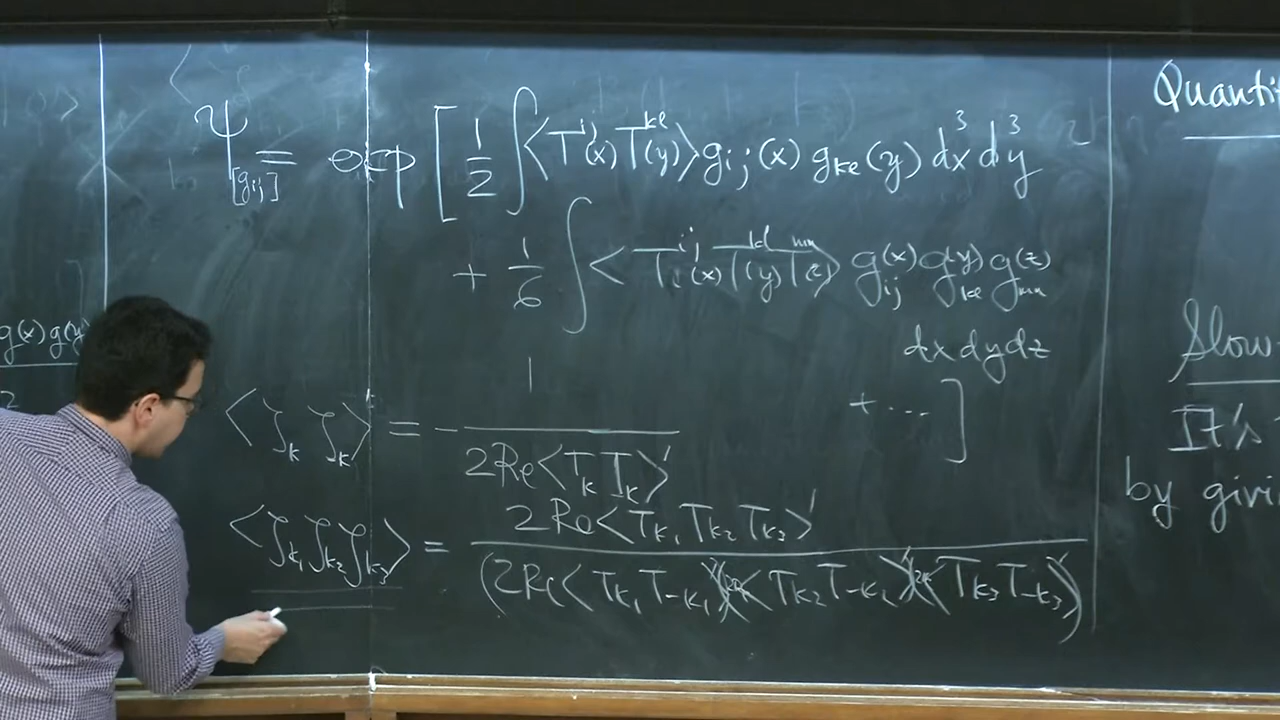 Ψ[gij] = exp [ 1/2 ∫ <T^ij(x) T^kl(y)> gij(x) gkl(y) d³x d³y
+ 1/6 ∫ < T^ij(x) T^kl(y) T^mn(z) > gij(x) gkl(y) gmn(z)
dx dy dz
+ ... ]
g(x) g(y)
2
<ζk ζk> = - 1 / 2Re<Tk Tk>'
<ζk1 ζk2 ζk3> = 2Re<Tk1 Tk2 Tk3>' / (2Re< Tk1 T-k1 >' < Tk2 T-k2 >' < Tk3 T-k3 >')
Quanti
Slow-
It's
by givi